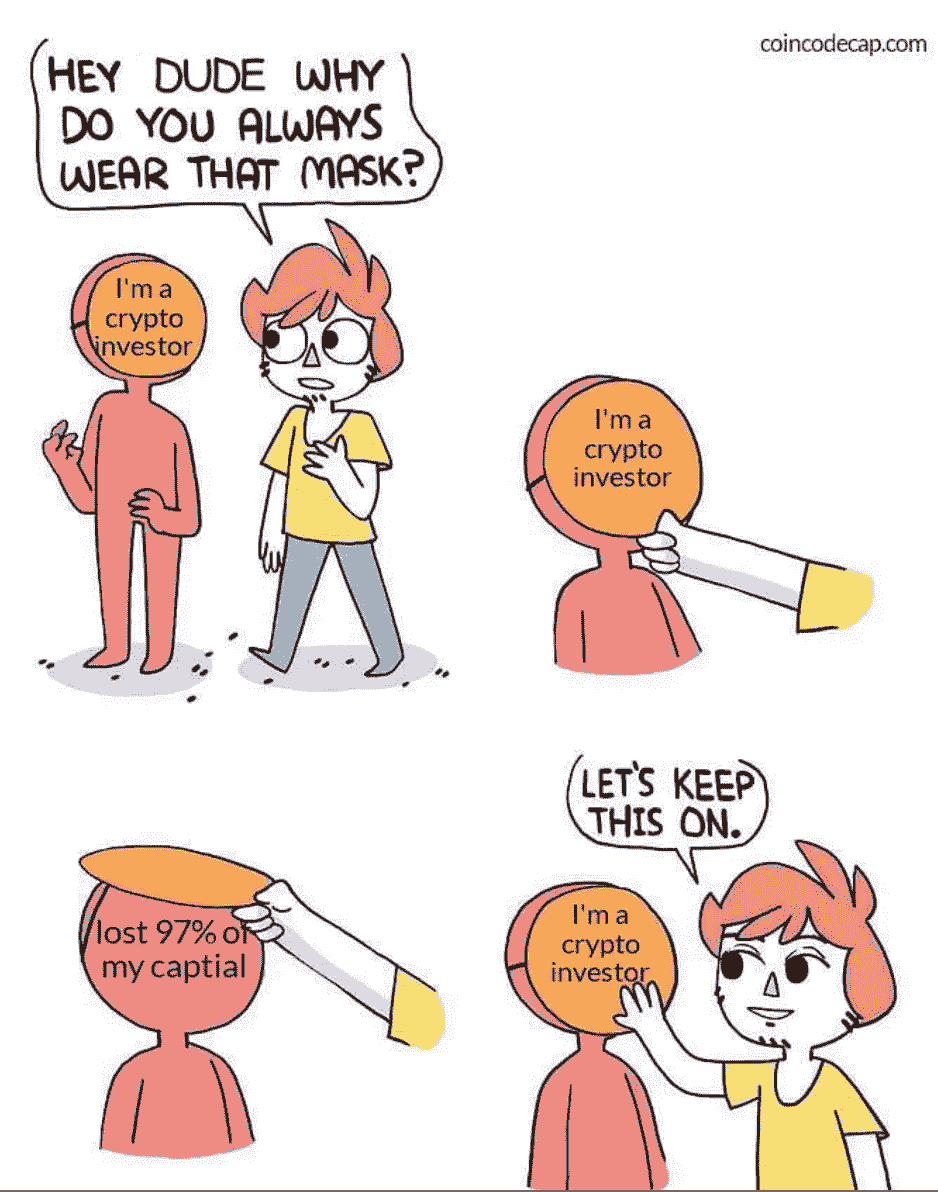 coincodecap.com
HEY DUDE WHY
DO YOU ALWAYS
WEAR THAT MASK?
I'm a
crypto
investor
I'm a
crypto
investor
lost 97% of
my captial
LET'S KEEP
THIS ON.
I'm a
crypto
investor